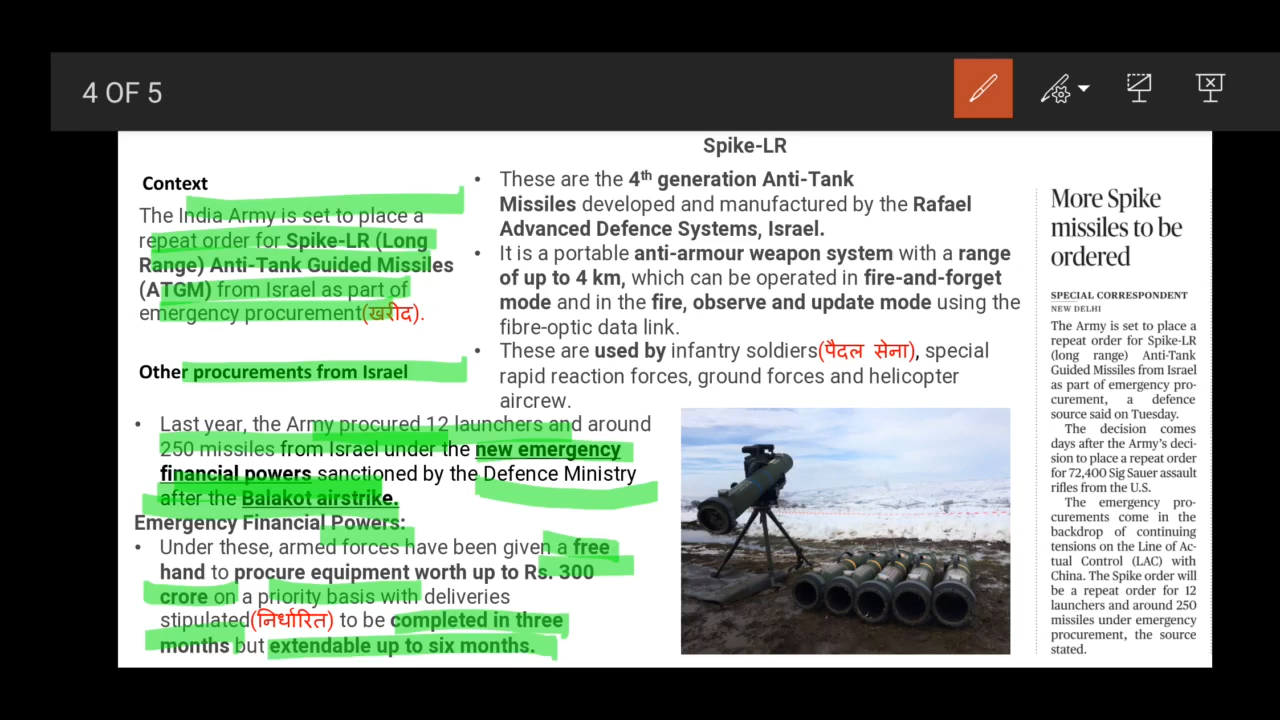 4 OF 5
Spike-LR
Context
The India Army is set to place a
repeat order for Spike-LR (Long
Range) Anti-Tank Guided Missiles
(ATGM) from Israel as part of
emergency procurement(खरीद).
Other procurements from Israel
• Last year, the Army procured 12 launchers and around
250 missiles from Israel under the new emergency
financial powers sanctioned by the Defence Ministry
after the Balakot airstrike.
Emergency Financial Powers:
• Under these, armed forces have been given a free
hand to procure equipment worth up to Rs. 300
crore on a priority basis with deliveries
stipulated(निर्धारित) to be completed in three
months but extendable up to six months.
• These are the 4th generation Anti-Tank
Missiles developed and manufactured by the Rafael
Advanced Defence Systems, Israel.
• It is a portable anti-armour weapon system with a range
of up to 4 km, which can be operated in fire-and-forget
mode and in the fire, observe and update mode using the
fibre-optic data link.
• These are used by infantry soldiers(पैदल सेना), special
rapid reaction forces, ground forces and helicopter
aircrew.
More Spike
missiles to be
ordered
SPECIAL CORRESPONDENT
NEW DELHI
The Army is set to place a
repeat order for Spike-LR
(long range) Anti-Tank
Guided Missiles from Israel
as part of emergency pro-
curement, a defence
source said on Tuesday.
The decision comes
days after the Army's deci-
sion to place a repeat order
for 72,400 Sig Sauer assault
rifles from the U.S.
The emergency pro-
curements come in the
backdrop of continuing
tensions on the Line of Ac-
tual Control (LAC) with
China. The Spike order will
be a repeat order for 12
launchers and around 250
missiles under emergency
procurement, the source
stated.